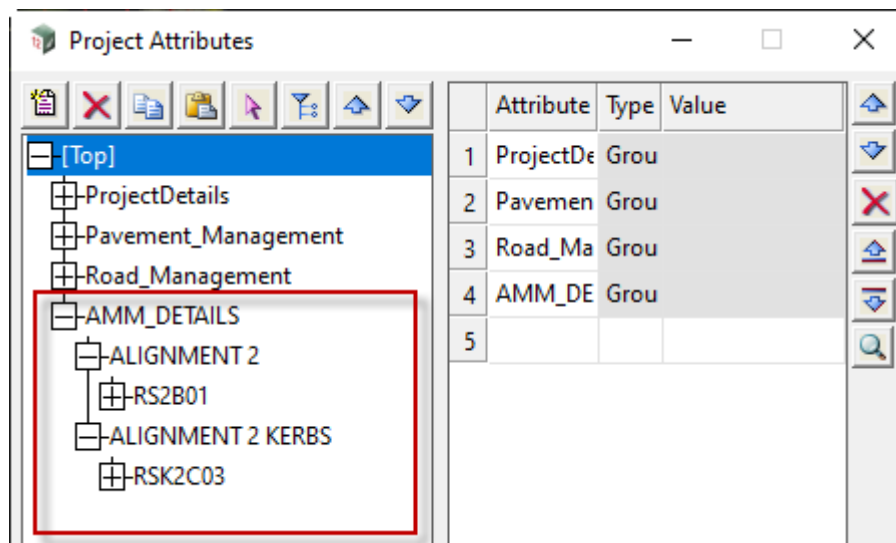 Project Attributes
Attribute Type Value
[Top]
ProjectDetails
Pavement_Management
Road_Management
AMM_DETAILS
ALIGNMENT 2
RS2B01
ALIGNMENT 2 KERBS
RSK2C03
1 ProjectDe Grou
2 Pavemen Grou
3 Road_Ma Grou
4 AMM_DE Grou
5